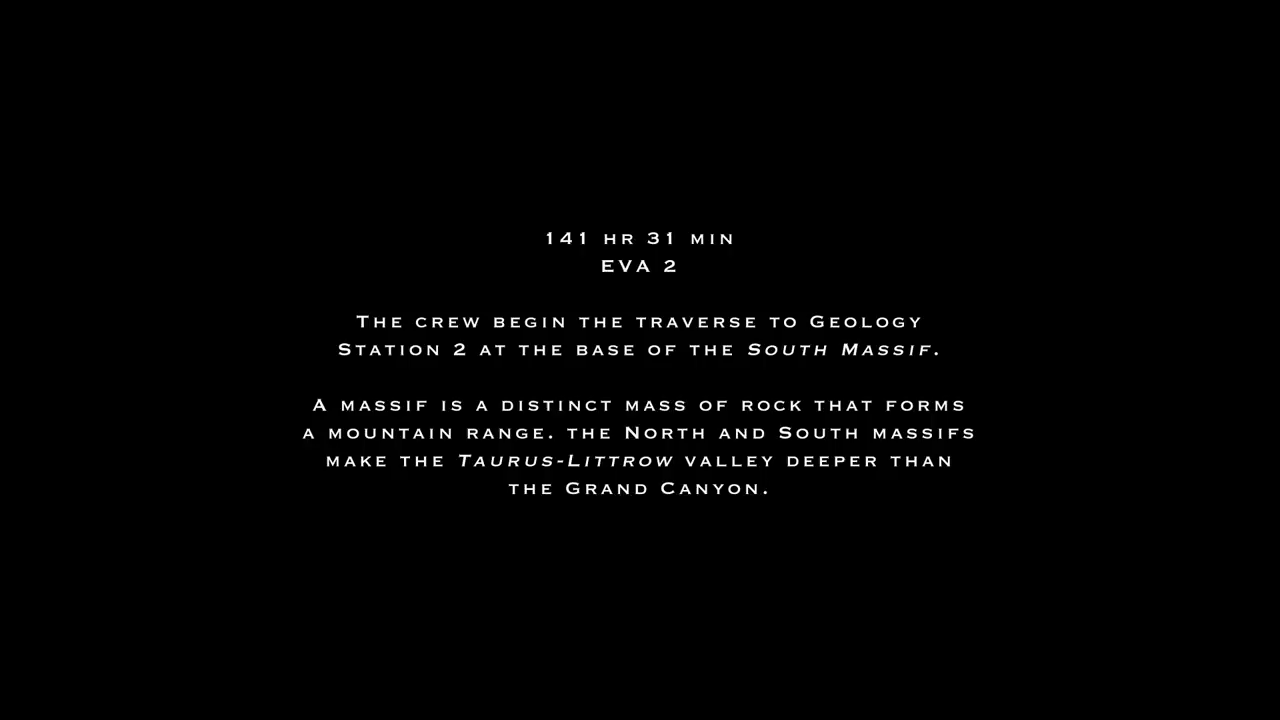 141 HR 31 MIN
EVA 2
The crew begin the traverse to Geology
Station 2 at the base of the South Massif.
A massif is a distinct mass of rock that forms
a mountain range. the North and South massifs
make the Taurus-Littrow valley deeper than
the Grand Canyon.